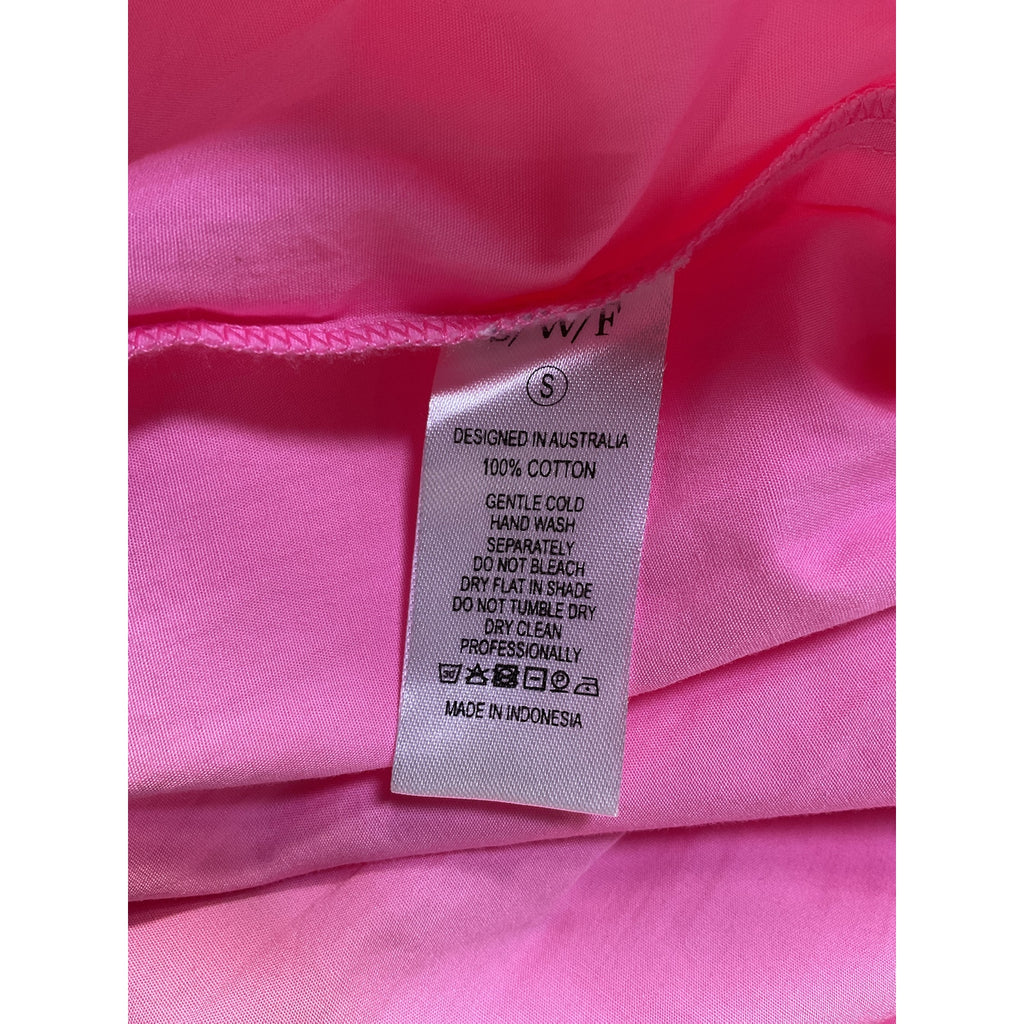 /W/F
S
DESIGNED IN AUSTRALIA
100% COTTON
GENTLE COLD
HAND WASH
SEPARATELY
DO NOT BLEACH
DRY FLAT IN SHADE
DO NOT TUMBLE DRY
DRY CLEAN
PROFESSIONALLY
MADE IN INDONESIA